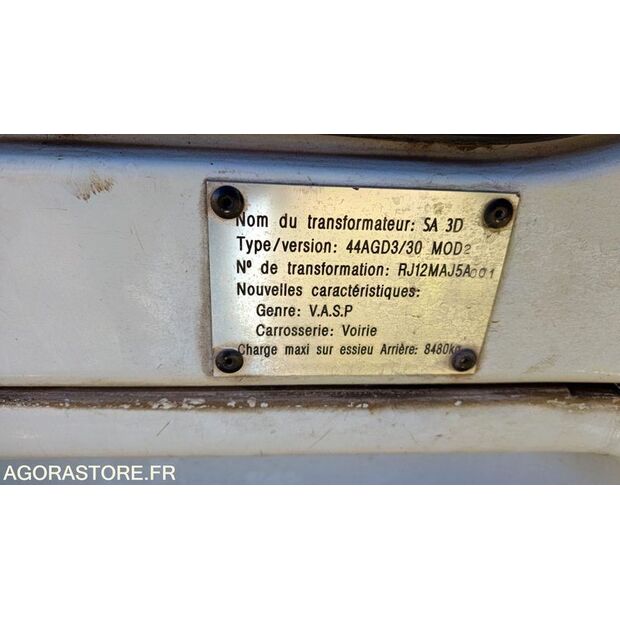 Nom du transformateur: SA 3D
Type/version: 44AGD3/30 MOD2
N° de transformation: RJ12MAJ5A001
Nouvelles caractéristiques:
Genre: V.A.S.P
Carrosserie: Voirie
Charge maxi sur essieu Arrière: 8480kg
AGORASTORE.FR